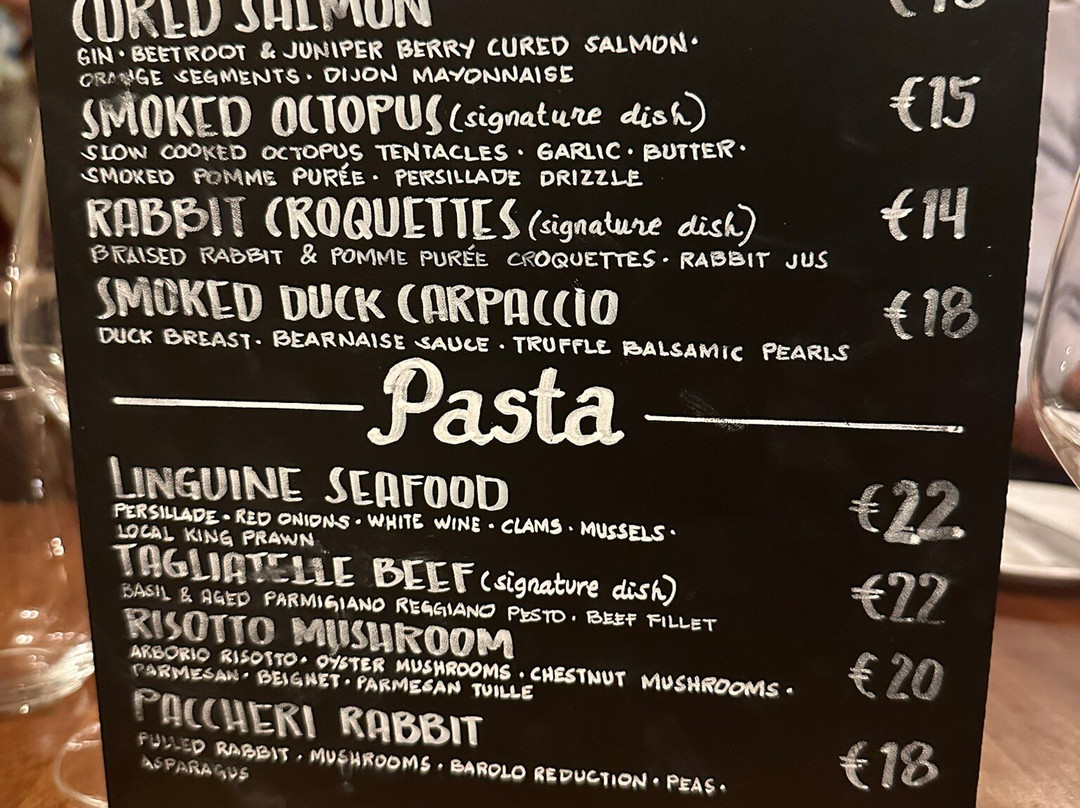 CURED SALMON
GIN · BEETROOT & JUNIPER BERRY CURED SALMON ·
ORANGE SEGMENTS · DIJON MAYONNAISE
SMOKED OCTOPUS (signature dish) €15
SLOW COOKED OCTOPUS TENTACLES · GARLIC · BUTTER ·
SMOKED POMME PURÉE · PERSILLADE DRIZZLE
RABBIT CROQUETTES (signature dish) €14
BRAISED RABBIT & POMME PURÉE CROQUETTES · RABBIT JUS
SMOKED DUCK CARPACCIO €18
DUCK BREAST · BEARNAISE SAUCE · TRUFFLE BALSAMIC PEARLS
Pasta
LINGUINE SEAFOOD €22
PERSILLADE · RED ONIONS · WHITE WINE · CLAMS · MUSSELS ·
LOCAL KING PRAWN
TAGLIATELLE BEEF (signature dish) €22
BASIL & AGED PARMIGIANO REGGIANO PESTO · BEEF FILLET
RISOTTO MUSHROOM €20
ARBORIO RISOTTO · OYSTER MUSHROOMS · CHESTNUT MUSHROOMS ·
PARMESAN · BEIGNET · PARMESAN TUILLE
PACCHERI RABBIT €18
PULLED RABBIT · MUSHROOMS · BAROLO REDUCTION · PEAS ·
ASPARAGUS